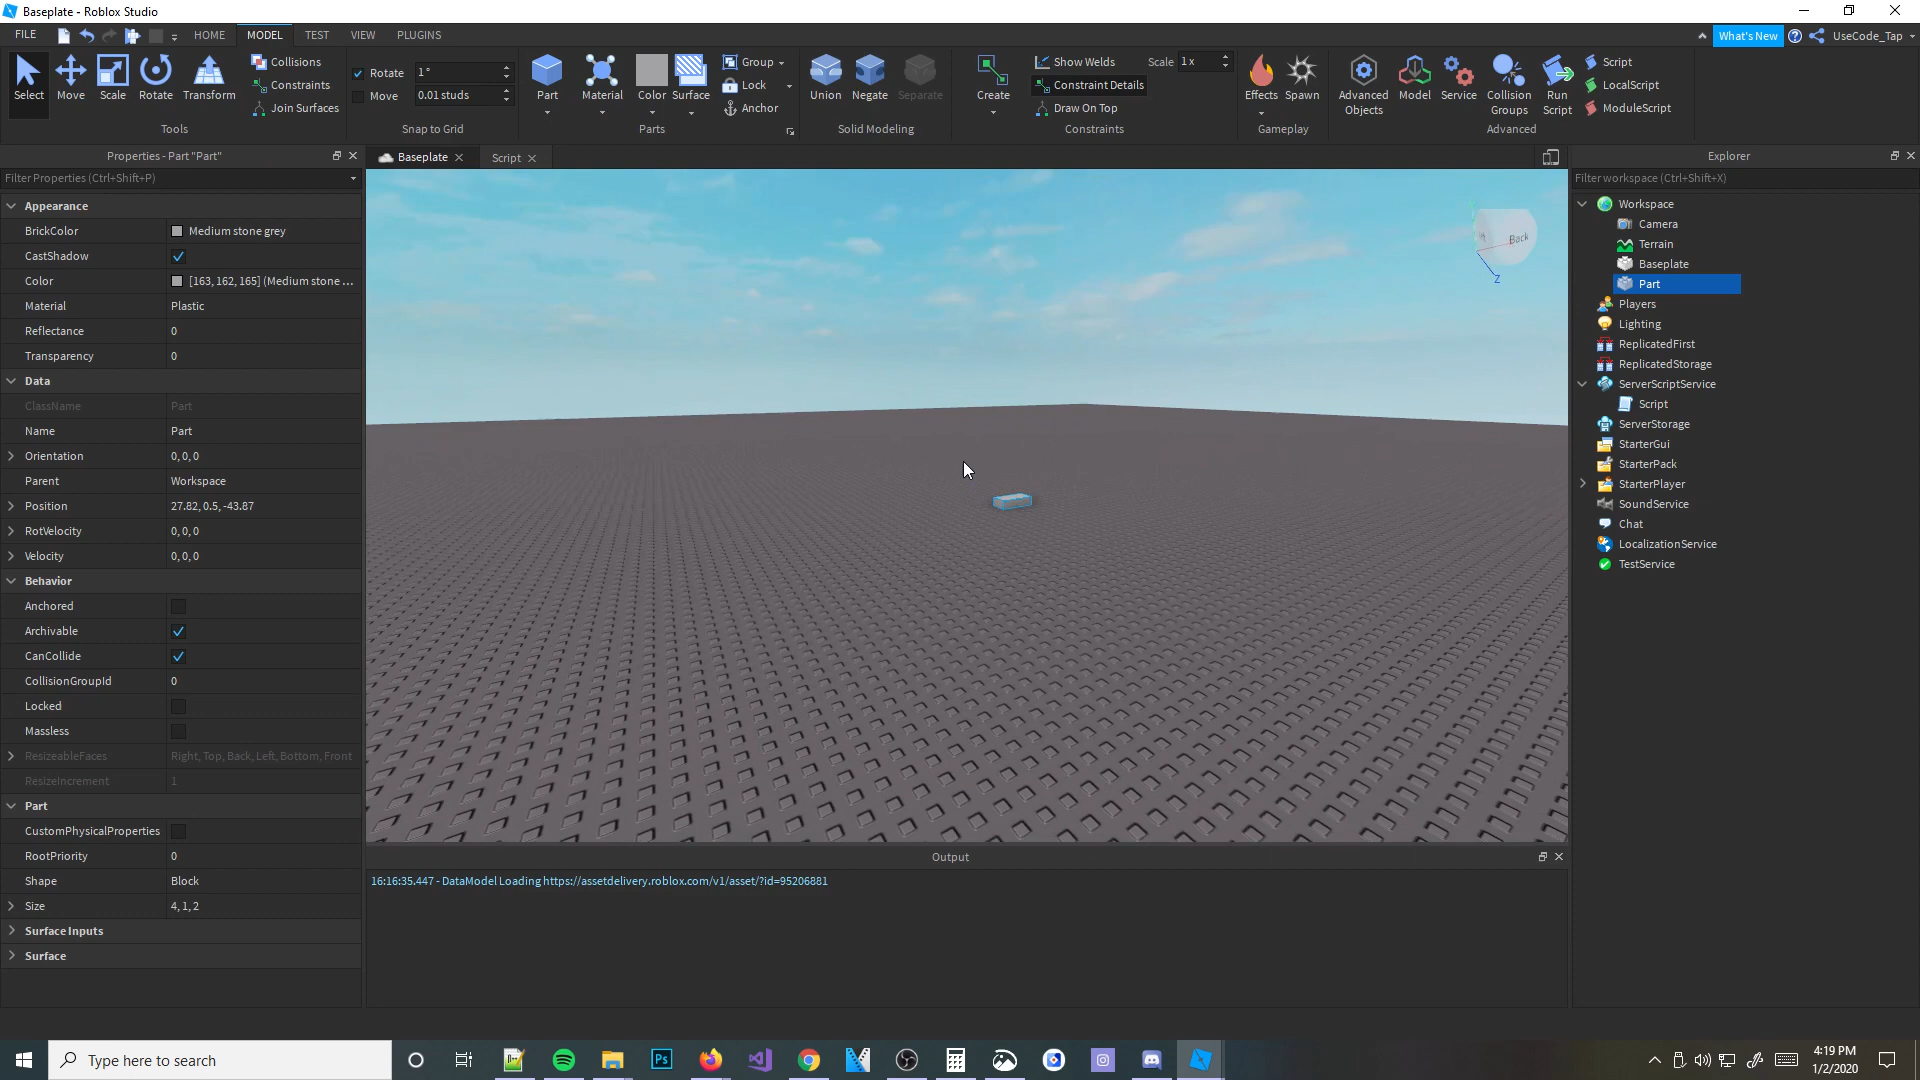 Baseplate - Roblox Studio
FILE
HOME
MODEL
TEST
VIEW
PLUGINS
What's New
UseCode_Tap
Select
Move
Scale
Rotate
Transform
Collisions
Constraints
Join Surfaces
Tools
Rotate
1 °
Move
0.01 studs
Snap to Grid
Part
Material
Color
Surface
Group
Lock
Anchor
Parts
Union
Negate
Separate
Solid Modeling
Create
Show Welds
Scale
1 x
Constraint Details
Draw On Top
Constraints
Effects
Spawn
Gameplay
Advanced
Objects
Model
Service
Collision
Groups
Run
Script
Script
LocalScript
ModuleScript
Advanced
Properties - Part "Part"
Filter Properties (Ctrl+Shift+P)
Appearance
BrickColor Medium stone grey
CastShadow
Color [163, 162, 165] (Medium stone ...
Material Plastic
Reflectance 0
Transparency 0
Data
ClassName Part
Name Part
Orientation 0, 0, 0
Parent Workspace
Position 27.82, 0.5, -43.87
RotVelocity 0, 0, 0
Velocity 0, 0, 0
Behavior
Anchored
Archivable
CanCollide
CollisionGroupId 0
Locked
Massless
ResizeableFaces Right, Top, Back, Left, Bottom, Front
ResizeIncrement 1
Part
CustomPhysicalProperties
RootPriority 0
Shape Block
Size 4, 1, 2
Surface Inputs
Surface
Baseplate
Script
Back
Z
Output
16:16:35.447 - DataModel Loading https://assetdelivery.roblox.com/v1/asset/?id=95206881
Explorer
Filter workspace (Ctrl+Shift+X)
Workspace
Camera
Terrain
Baseplate
Part
Players
Lighting
ReplicatedFirst
ReplicatedStorage
ServerScriptService
Script
ServerStorage
StarterGui
StarterPack
StarterPlayer
SoundService
Chat
LocalizationService
TestService
Type here to search
Ps
4:19 PM
1/2/2020